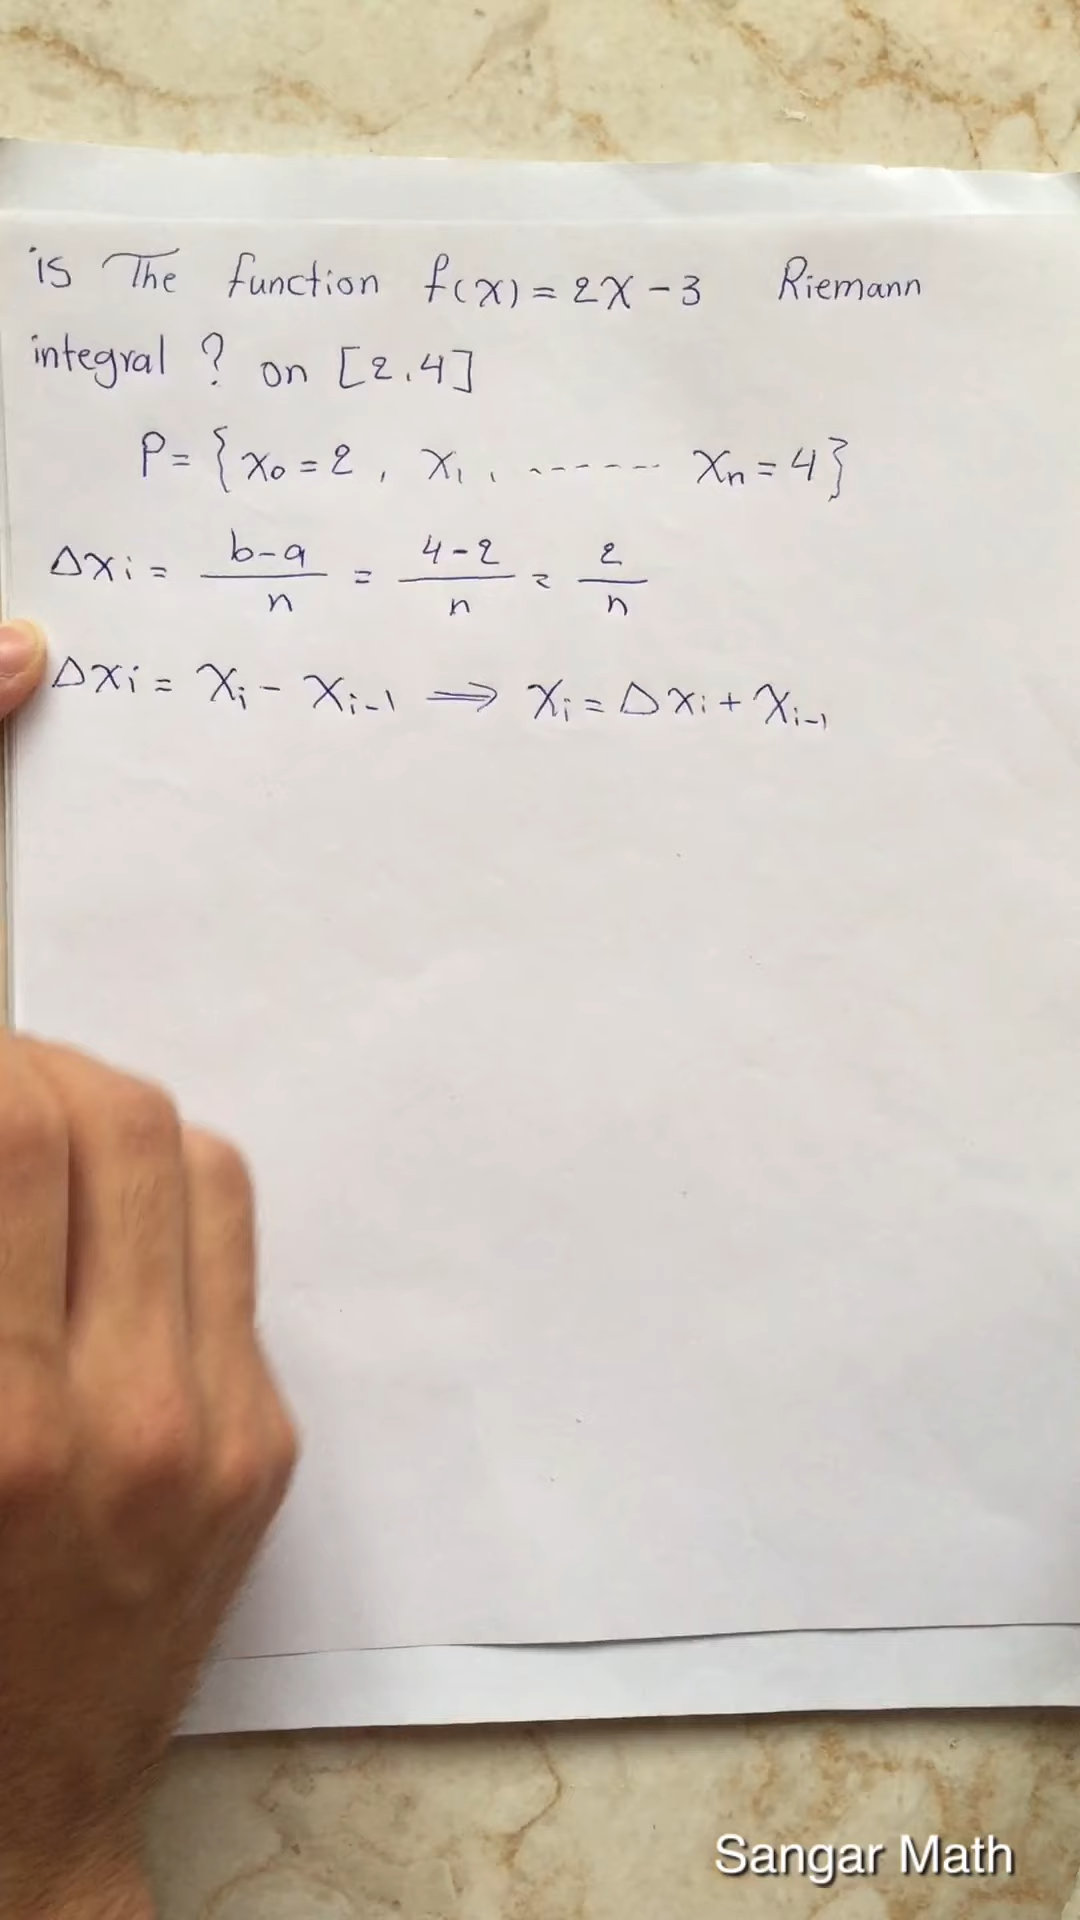 is The function f(x) = 2x - 3 Riemann
integral ? on [2,4]
P = { x₀ = 2 , x₁ , ------ xₙ = 4 }
Δxᵢ = (b-a)/n = (4-2)/n = 2/n
Δxᵢ = xᵢ - xᵢ₋₁ ⟹ xᵢ = Δxᵢ + xᵢ₋₁
Sangar Math